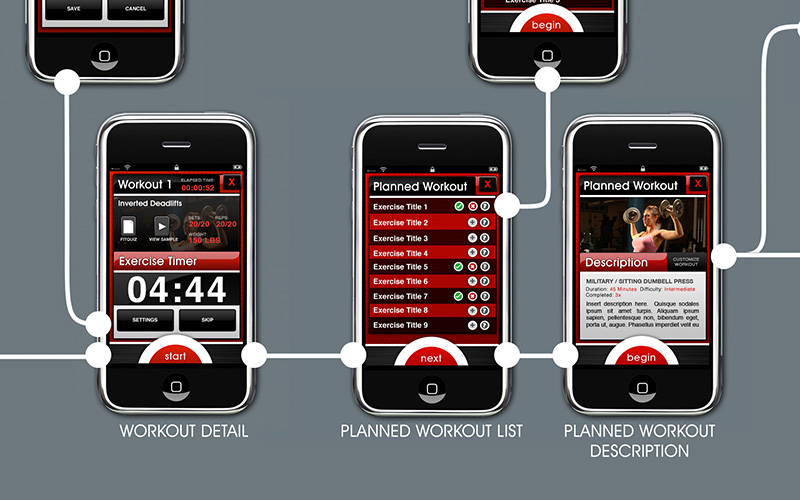 SAVE
CANCEL
begin
Workout 1
ELAPSED TIME:
00:00:52
X
Inverted Deadlifts
SETS
REPS
20/20
20/20
WEIGHT
150 LBS
FITQUIZ
VIEW SAMPLE
Exercise Timer
04:44
SETTINGS
SKIP
start
WORKOUT DETAIL
Planned Workout
X
Exercise Title 1
Exercise Title 2
Exercise Title 3
Exercise Title 4
Exercise Title 5
Exercise Title 6
Exercise Title 7
Exercise Title 8
Exercise Title 9
next
PLANNED WORKOUT LIST
Planned Workout
X
Description
CUSTOMIZE
WORKOUT
MILITARY / SITTING DUMBELL PRESS
Duration: 45 Minutes Difficulty: Intermediate
Completed: 3x
Insert description here. Quisque sodales
ipsum sit amet turpis. Aliquam ipsum
sapien, pellentesque non, bibendum eget,
porta ut, augue. Phasellus imperdiet velit eu
begin
PLANNED WORKOUT
DESCRIPTION